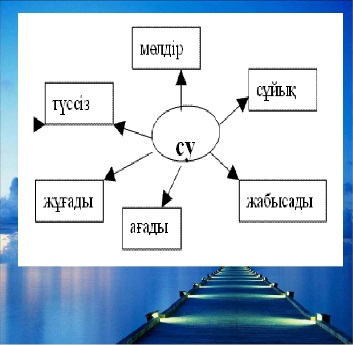 мөлдір
түссіз
сұйық
су
жұғады
ағады
жабысады